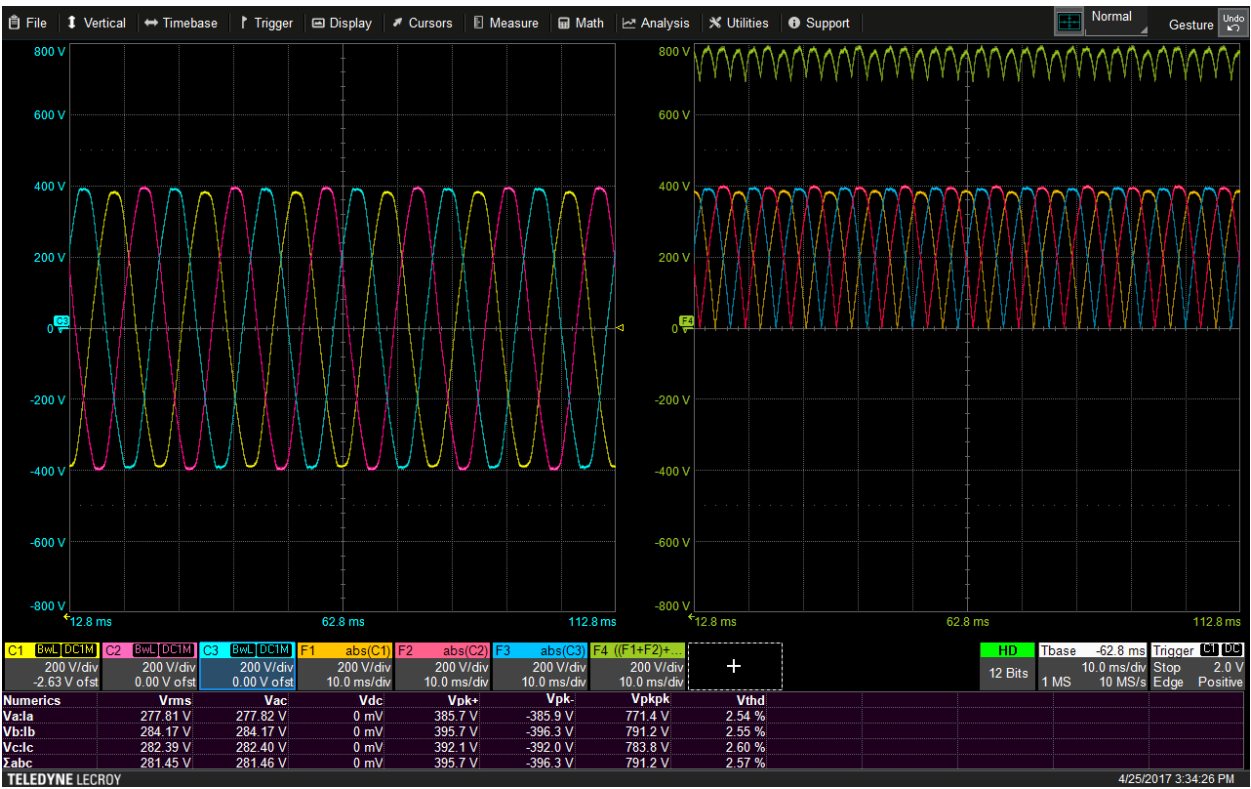 File Vertical Timebase Trigger Display Cursors Measure Math Analysis Utilities Support Normal Gesture Undo
800 V
600 V
400 V
200 V
C3
0
-200 V
-400 V
-600 V
-800 V
12.8 ms 62.8 ms 112.8 ms
800 V
600 V
400 V
200 V
F4
0
-200 V
-400 V
-600 V
-800 V
12.8 ms 62.8 ms 112.8 ms
C1 BwL DC1M C2 BwL DC1M C3 BwL DC1M F1 abs(C1) F2 abs(C2) F3 abs(C3) F4 ((F1+F2)+... HD Tbase -62.8 ms Trigger C1 DC
200 V/div 200 V/div 200 V/div 200 V/div 200 V/div 200 V/div 200 V/div + 12 Bits 10.0 ms/div Stop 2.0 V
-2.63 V ofst 0.00 V ofst 0.00 V ofst 10.0 ms/div 10.0 ms/div 10.0 ms/div 10.0 ms/div 1 MS 10 MS/s Edge Positive
Numerics Vrms Vac Vdc Vpk+ Vpk- Vpkpk Vthd
Va:Ia 277.81 V 277.82 V 0 mV 385.7 V -385.9 V 771.4 V 2.54 %
Vb:Ib 284.17 V 284.17 V 0 mV 395.7 V -396.3 V 791.2 V 2.55 %
Vc:Ic 282.39 V 282.40 V 0 mV 392.1 V -392.0 V 783.8 V 2.60 %
Σabc 281.45 V 281.46 V 0 mV 395.7 V -396.3 V 791.2 V 2.57 %
TELEDYNE LECROY 4/25/2017 3:34:26 PM